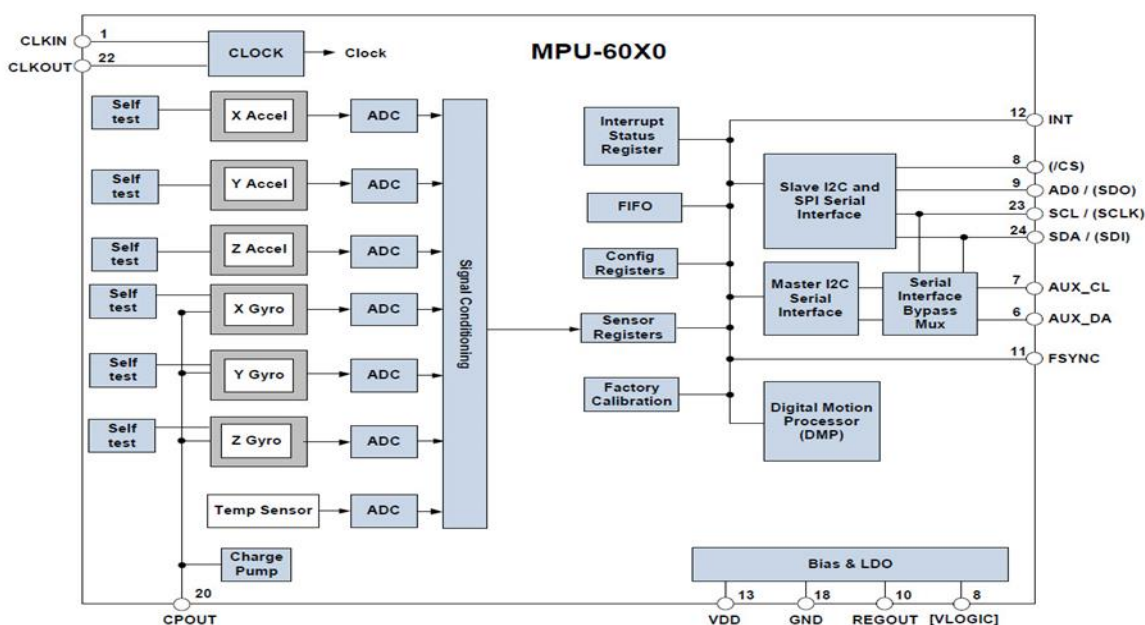 MPU-60X0
CLKIN
1
CLKOUT
22
CLOCK
Clock
Self
test
X Accel
ADC
Self
test
Y Accel
ADC
Self
test
Z Accel
ADC
Self
test
X Gyro
ADC
Self
test
Y Gyro
ADC
Self
test
Z Gyro
ADC
Temp Sensor
ADC
Signal Conditioning
Charge
Pump
20
CPOUT
Interrupt
Status
Register
FIFO
Config
Registers
Sensor
Registers
Factory
Calibration
Slave I2C and
SPI Serial
Interface
Master I2C
Serial
Interface
Serial
Interface
Bypass
Mux
Digital Motion
Processor
(DMP)
12
INT
8
(/CS)
9
AD0 / (SDO)
23
SCL / (SCLK)
24
SDA / (SDI)
7
AUX_CL
6
AUX_DA
11
FSYNC
Bias & LDO
13
VDD
18
GND
10
REGOUT
8
[VLOGIC]